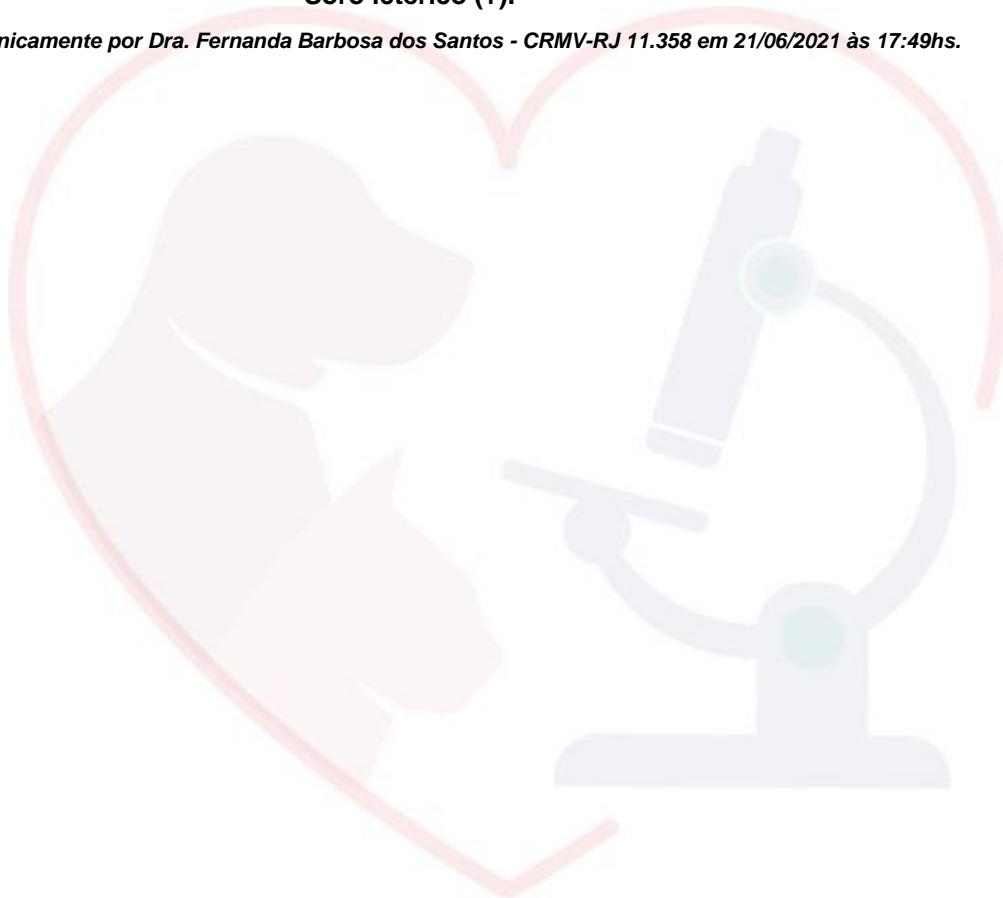 Soro ictérico
nicamente por Dra. Fernanda Barbosa dos Santos - CRMV-RJ 11.358 em 21/06/2021 às 17:49hs.